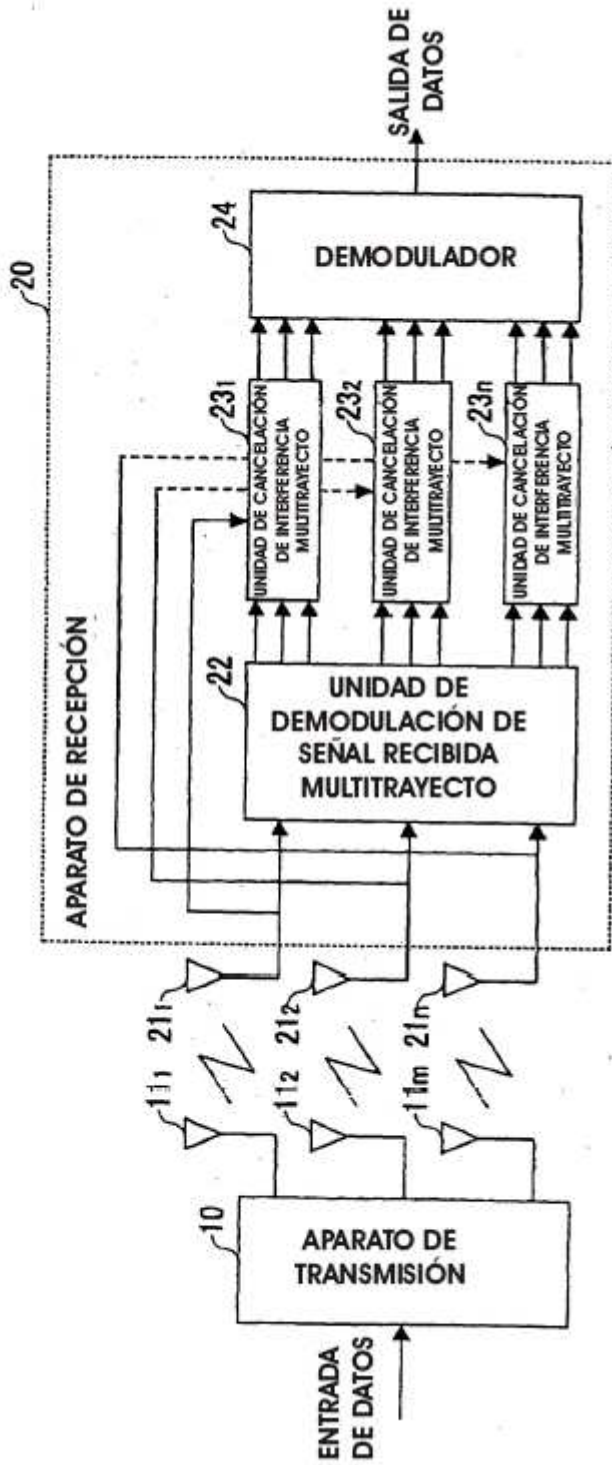 20
APARATO DE RECEPCIÓN
ENTRADA
DE DATOS
10
APARATO DE
TRANSMISIÓN
111
112
11m
211
212
21n
22
UNIDAD DE
DEMODULACIÓN DE
SEÑAL RECIBIDA
MULTITRAYECTO
231
UNIDAD DE CANCELACIÓN
DE INTERFERENCIA
MULTITRAYECTO
232
UNIDAD DE CANCELACIÓN
DE INTERFERENCIA
MULTITRAYECTO
23n
UNIDAD DE CANCELACIÓN
DE INTERFERENCIA
MULTITRAYECTO
24
DEMODULADOR
SALIDA DE
DATOS